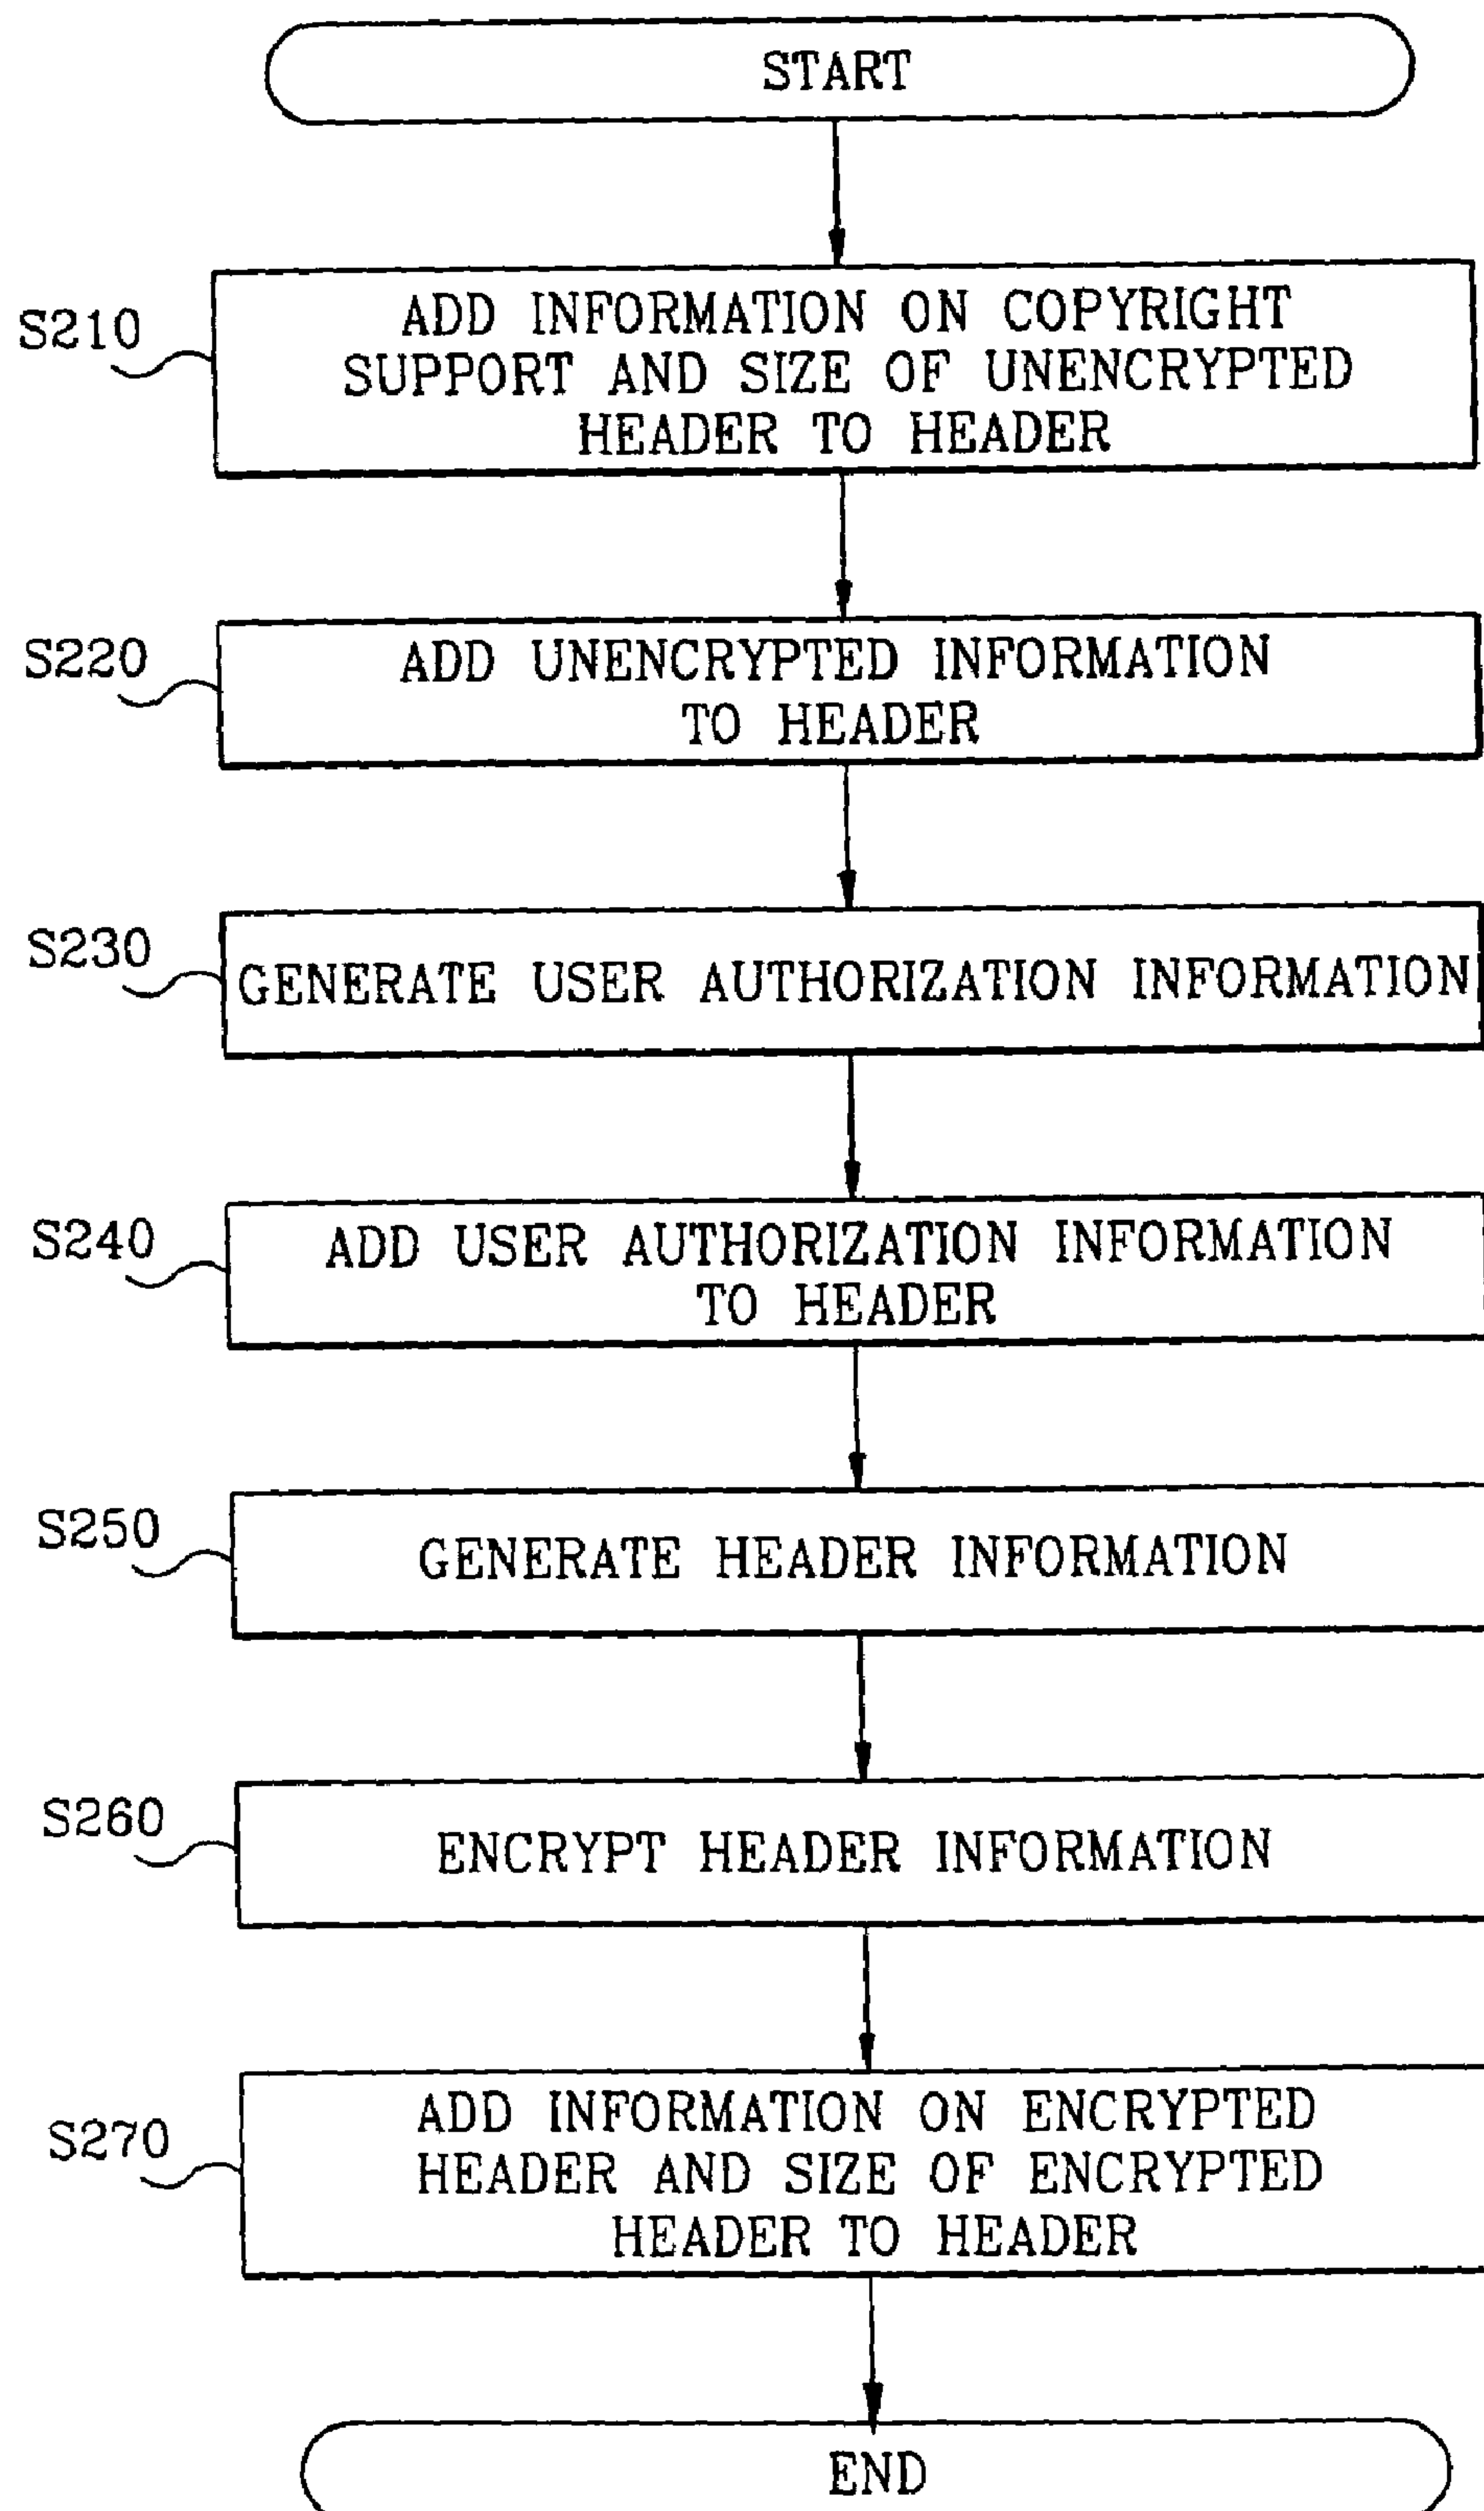 START
S210
ADD INFORMATION ON COPYRIGHT
SUPPORT AND SIZE OF UNENCRYPTED
HEADER TO HEADER
S220
ADD UNENCRYPTED INFORMATION
TO HEADER
S230
GENERATE USER AUTHORIZATION INFORMATION
S240
ADD USER AUTHORIZATION INFORMATION
TO HEADER
S250
GENERATE HEADER INFORMATION
S260
ENCRYPT HEADER INFORMATION
S270
ADD INFORMATION ON ENCRYPTED
HEADER AND SIZE OF ENCRYPTED
HEADER TO HEADER
END